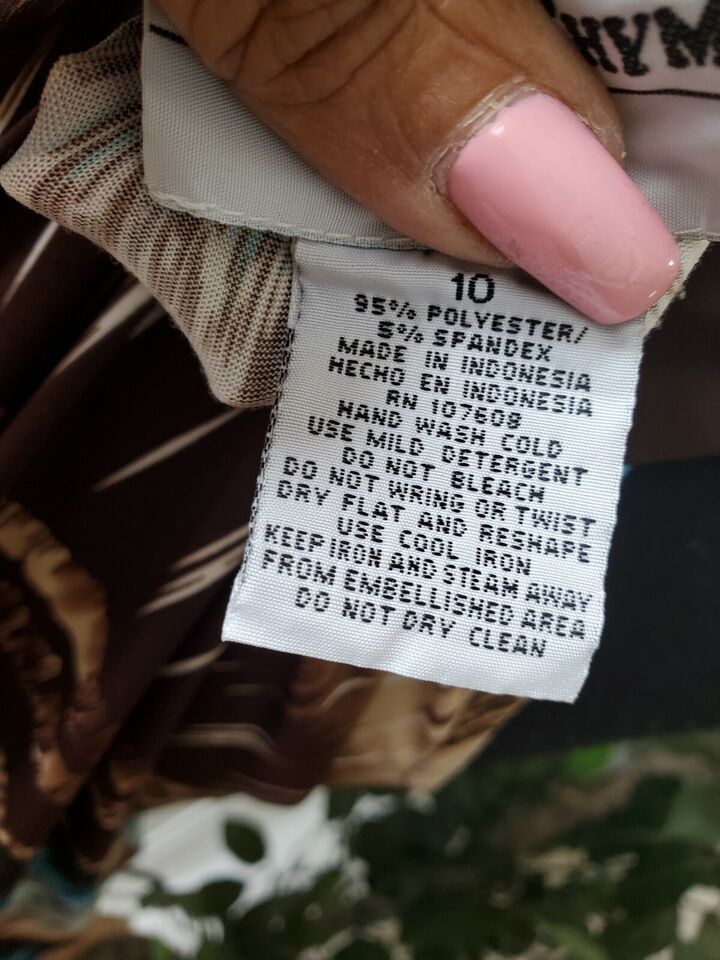 10
95% POLYESTER/
5% SPANDEX
MADE IN INDONESIA
HECHO EN INDONESIA
RN 107608
HAND WASH COLD
USE MILD DETERGENT
DO NOT BLEACH
DO NOT WRING OR TWIST
DRY FLAT AND RESHAPE
USE COOL IRON
KEEP IRON AND STEAM AWAY
FROM EMBELLISHED AREA
DO NOT DRY CLEAN